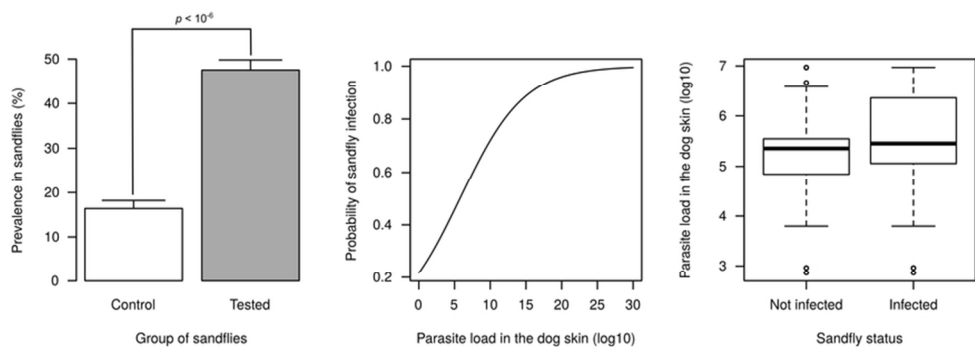 p < 10⁻⁶
Prevalence in sandflies (%)
50
40
30
20
10
0
Control Tested
Group of sandflies
Probability of sandfly infection
1.0
0.8
0.6
0.4
0.2
0 5 10 15 20 25 30
Parasite load in the dog skin (log10)
Parasite load in the dog skin (log10)
7
6
5
4
3
Not infected Infected
Sandfly status